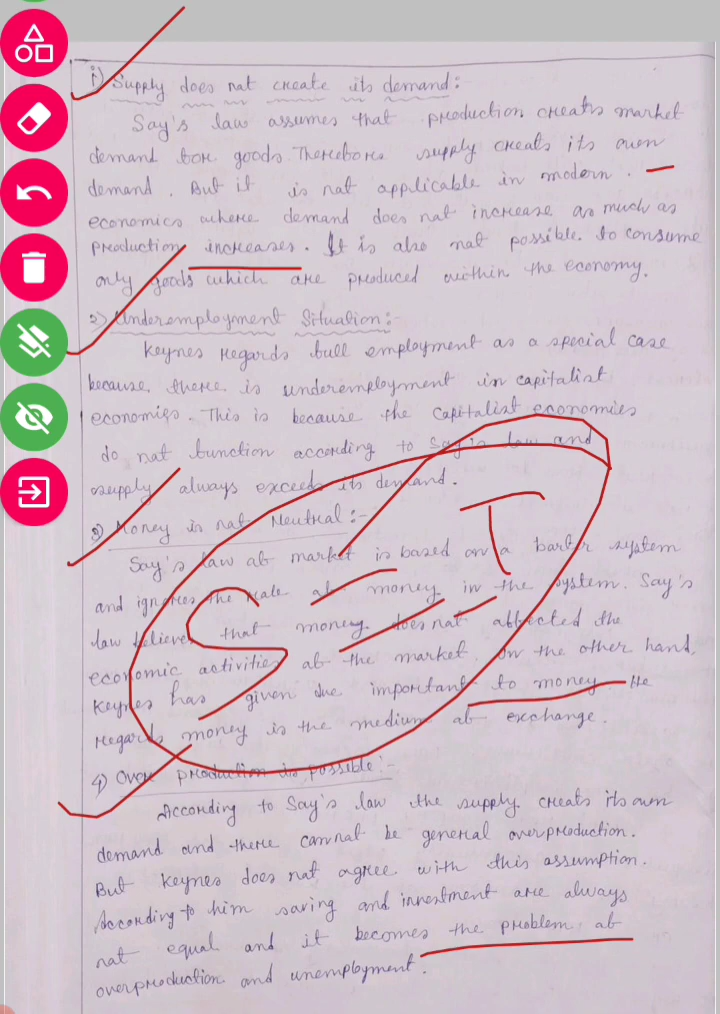 1) Supply does not create its demand:
Say's law assumes that production creates market
demand for goods. Therefore supply creats its own
demand. But it is not applicable in modern.
economics where demand does not increase as much as
production increases. It is also not possible to consume
only goods which are produced within the economy.
2) Underemployment Situation:-
Keynes regards full employment as a special case
because there is underemployment in capitalist
economies. This is because the capitalist economies
do not function according to Say's law and
supply always exceeds its demand.
3) Money is not Neutral:-
Say's law of market is based on a barter system
and ignores the role of money in the system. Say's
law believes that money does not affected the
economic activities of the market. On the other hand,
Keynes has given due important to money. He
regards money is the medium of exchange.
4) Over production is possible:-
According to Say's law the supply creats its own
demand and there cannot be general overproduction.
But Keynes does not agree with this assumption.
According to him saving and investment are always
not equal and it becomes the problem of
overproduction and unemployment.